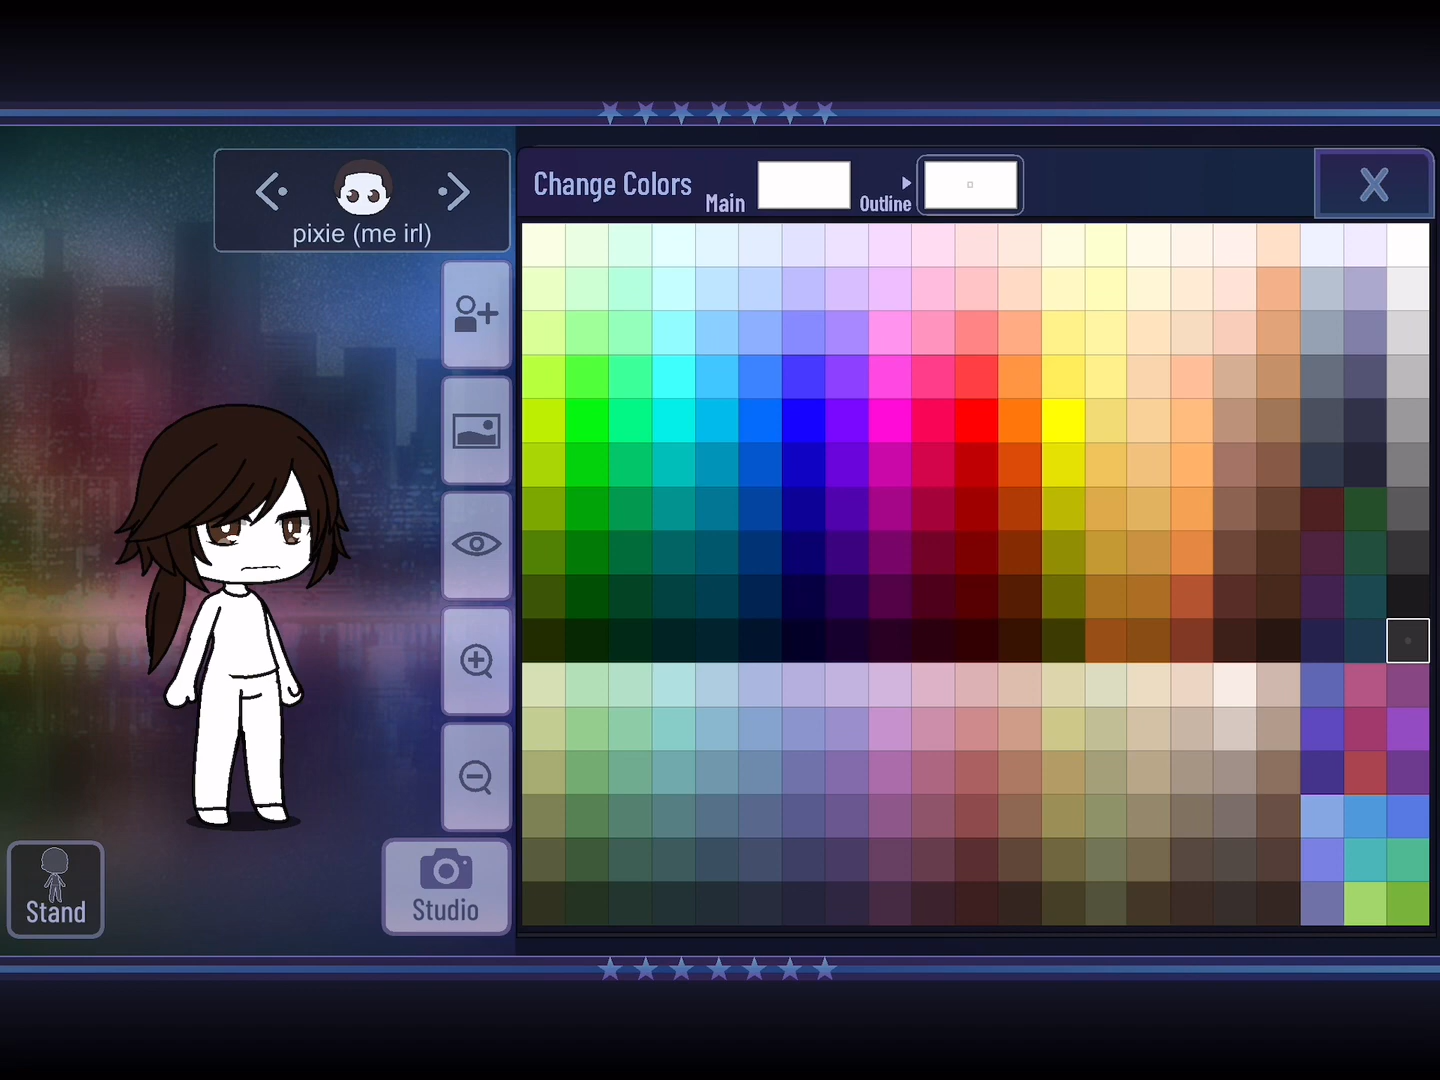 Change Colors
Main
Outline
X
pixie (me irl)
Stand
Studio